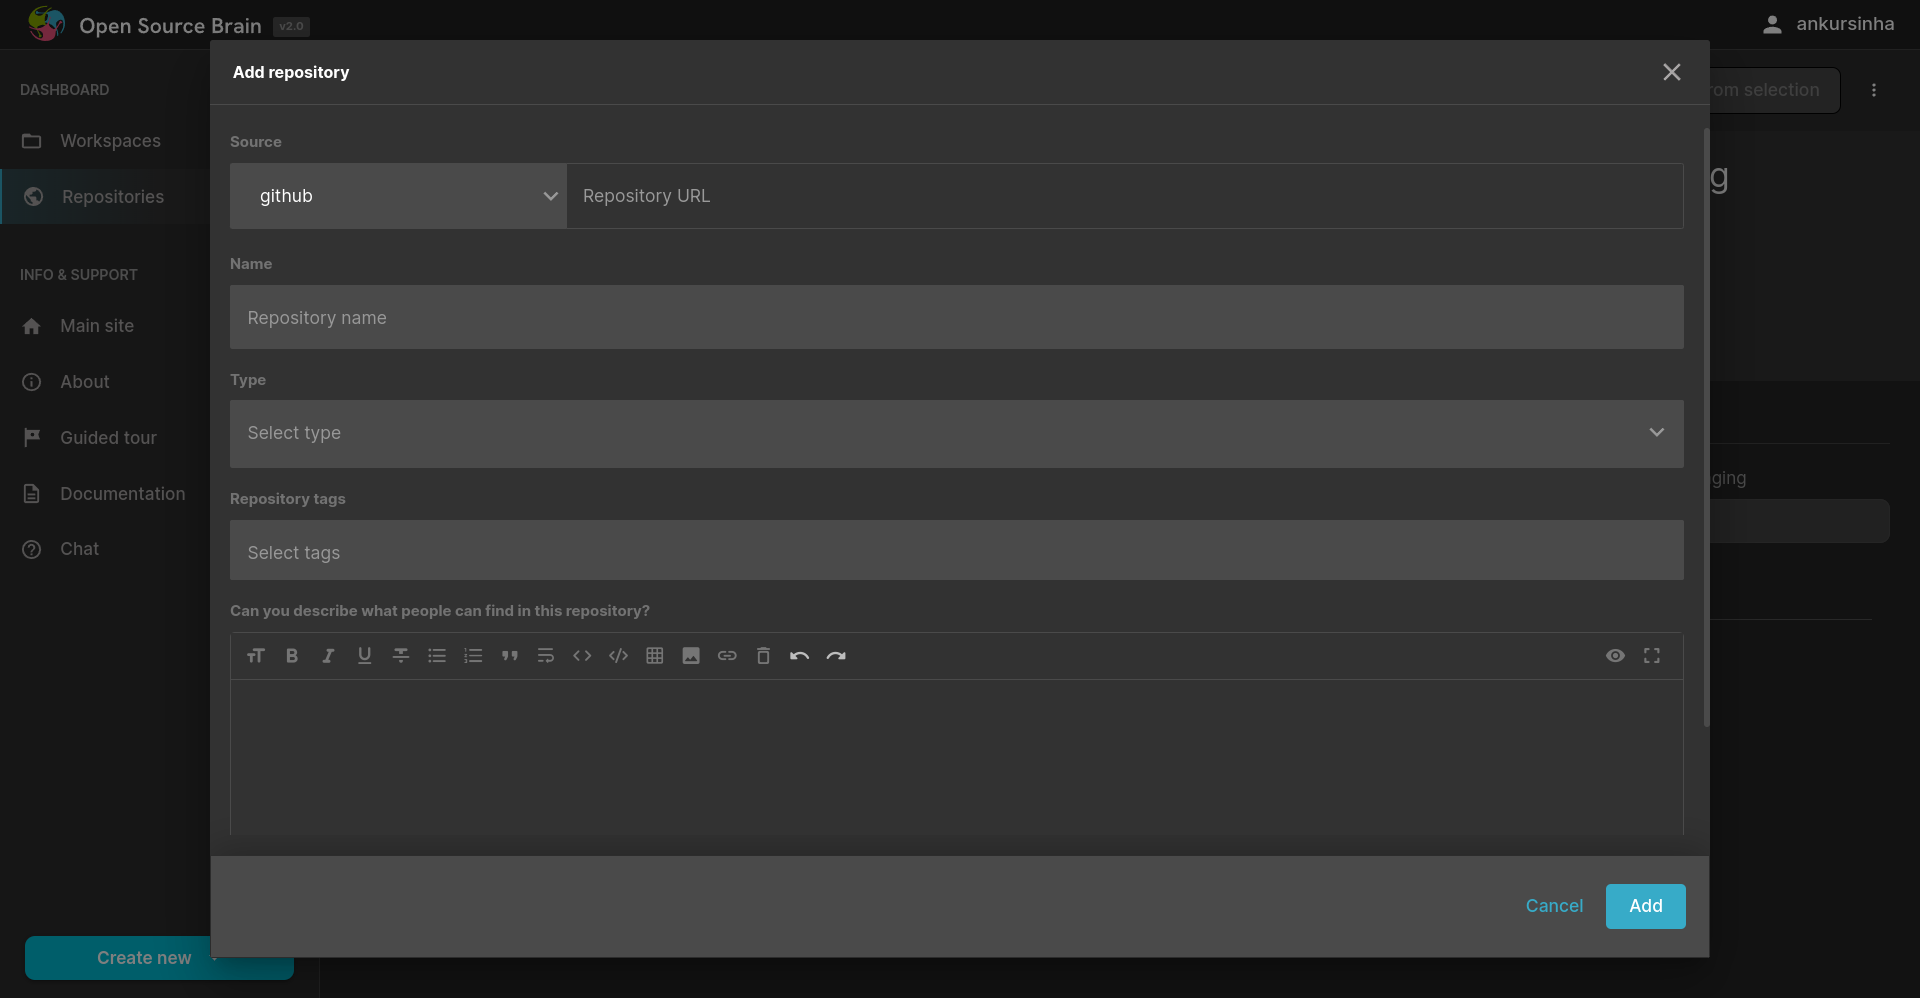 Open Source Brain v2.0
ankursinha
Add repository
DASHBOARD
from selection
Workspaces
Source
Repositories
github
Repository URL
g
INFO & SUPPORT
Name
Main site
Repository name
About
Type
Guided tour
Select type
ging
Documentation
Repository tags
Chat
Select tags
Can you describe what people can find in this repository?
Cancel
Add
Create new